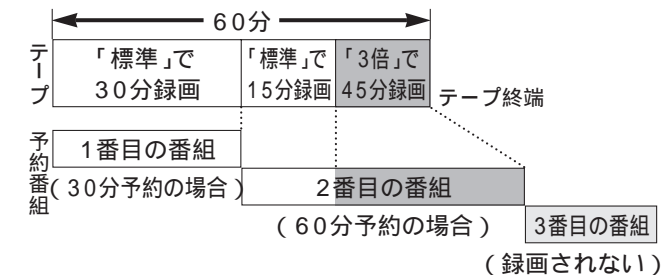 60分
テープ
「標準」で
30分録画
「標準」で
15分録画
「3倍」で
45分録画
テープ終端
予約番組
1番目の番組
(30分予約の場合)
2番目の番組
(60分予約の場合)
3番目の番組
(録画されない)